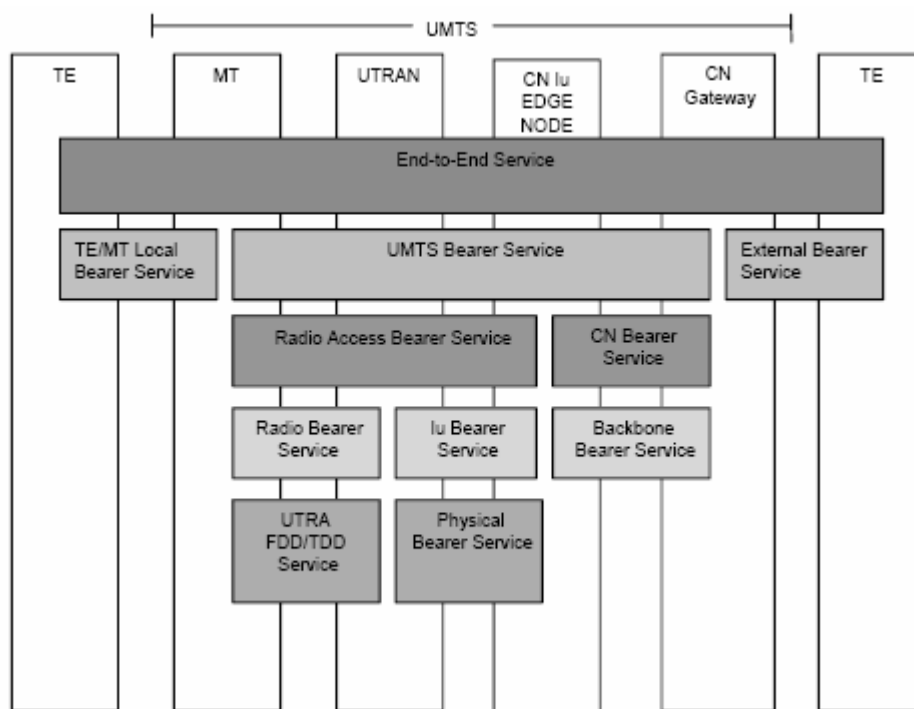 UMTS
TE
MT
UTRAN
CN Iu
EDGE
NODE
CN
Gateway
TE
End-to-End Service
TE/MT Local
Bearer Service
UMTS Bearer Service
External Bearer
Service
Radio Access Bearer Service
CN Bearer
Service
Radio Bearer
Service
Iu Bearer
Service
Backbone
Bearer Service
UTRA
FDD/TDD
Service
Physical
Bearer Service